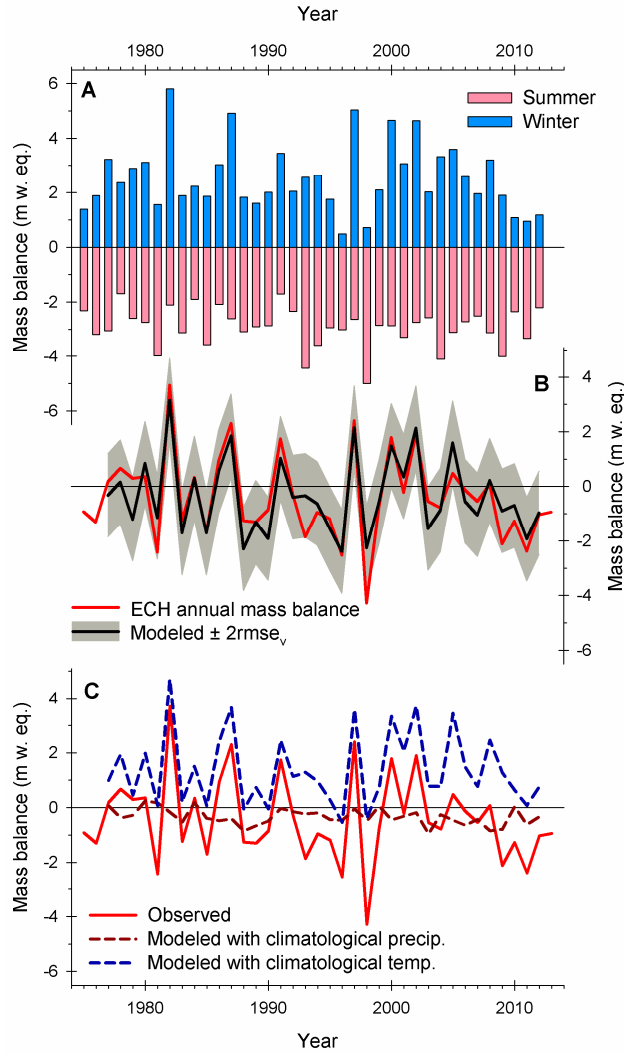 Year
1980 1990 2000 2010
A
Summer
Winter
6
4
2
0
-2
-4
-6
Mass balance (m w. eq.)
B
4
2
0
-2
-4
-6
Mass balance (m w. eq.)
ECH annual mass balance
Modeled ± 2rmsev
C
4
2
0
-2
-4
-6
Mass balance (m w. eq.)
Observed
Modeled with climatological precip.
Modeled with climatological temp.
1980 1990 2000 2010
Year